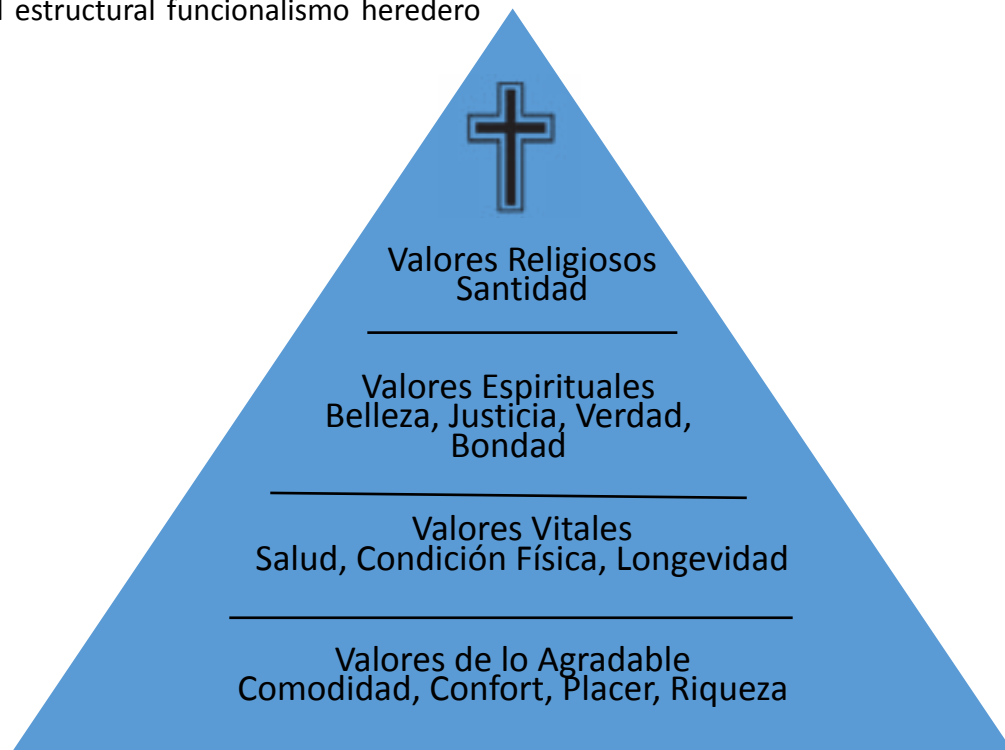 estructural funcionalismo heredero
Valores Religiosos
Santidad
Valores Espirituales
Belleza, Justicia, Verdad,
Bondad
Valores Vitales
Salud, Condición Física, Longevidad
Valores de lo Agradable
Comodidad, Confort, Placer, Riqueza